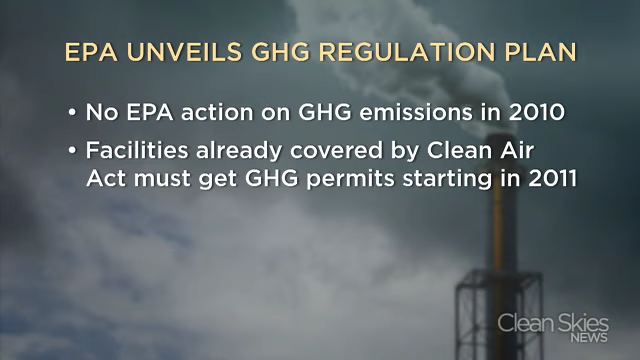 EPA UNVEILS GHG REGULATION PLAN
• No EPA action on GHG emissions in 2010
• Facilities already covered by Clean Air
Act must get GHG permits starting in 2011
Clean Skies
NEWS